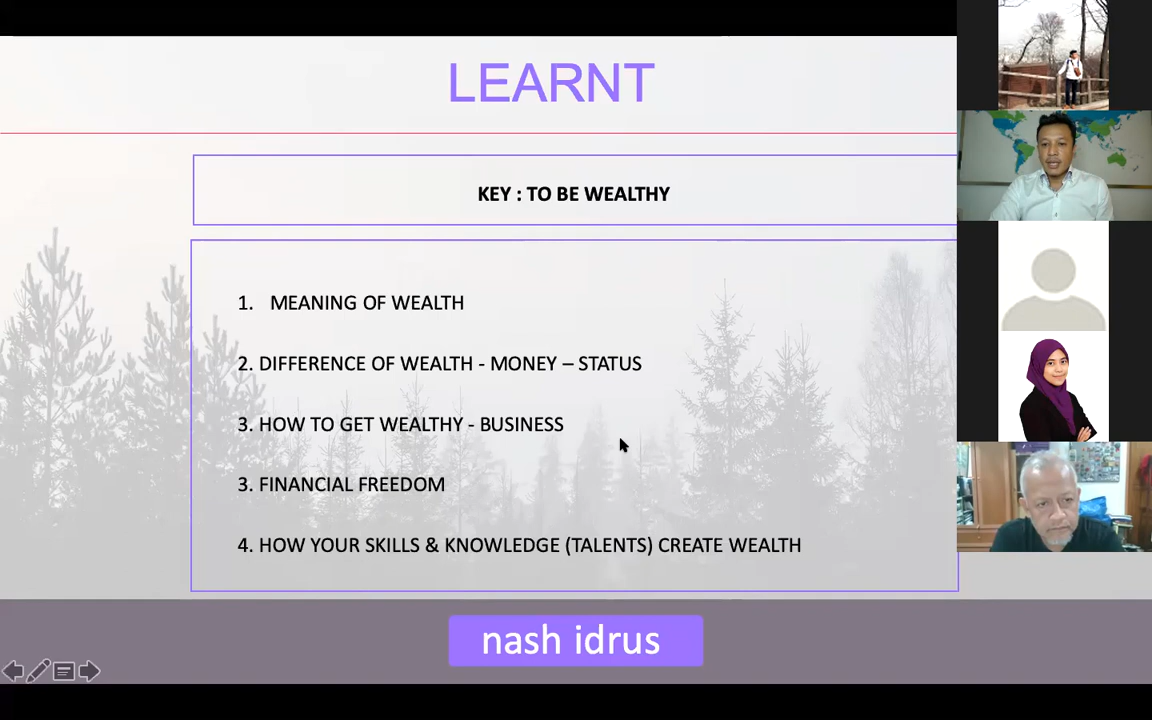 LEARNT
KEY : TO BE WEALTHY
1. MEANING OF WEALTH
2. DIFFERENCE OF WEALTH - MONEY – STATUS
3. HOW TO GET WEALTHY - BUSINESS
3. FINANCIAL FREEDOM
4. HOW YOUR SKILLS & KNOWLEDGE (TALENTS) CREATE WEALTH
nash idrus